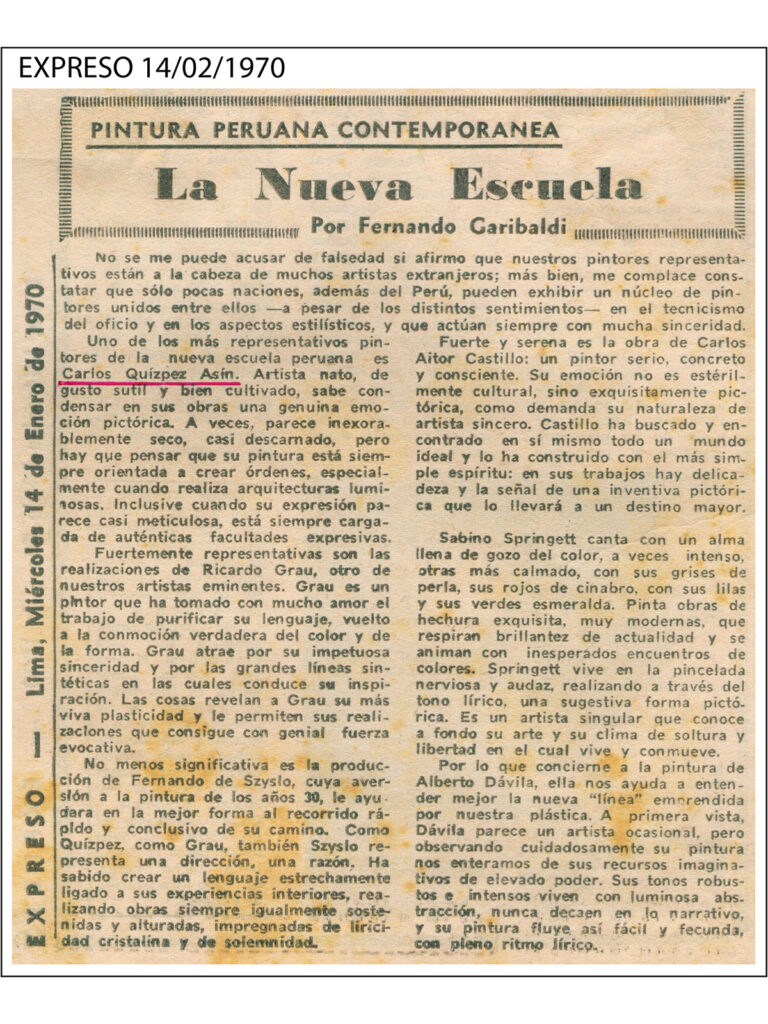 EXPRESO 14/02/1970
PINTURA PERUANA CONTEMPORANEA
La Nueva Escuela
Por Fernando Garibaldi
EXPRESO — Lima, Miércoles 14 de Enero de 1970
No se me puede acusar de falsedad si afirmo que nuestros pintores representa-
tivos están a la cabeza de muchos artistas extranjeros; más bien, me complace cons-
tatar que sólo pocas naciones, además del Perú, pueden exhibir un núcleo de pin-
tores unidos entre ellos —a pesar de los distintos sentimientos— en el tecnicismo
del oficio y en los aspectos estilísticos, y que actúan siempre con mucha sinceridad.
Uno de los más representativos pin-
tores de la nueva escuela peruana es
Carlos Quízpez Asín. Artista nato, de
gusto sutil y bien cultivado, sabe con-
densar en sus obras una genuina emo-
ción pictórica. A veces, parece inexora-
blemente seco, casi descarnado, pero
hay que pensar que su pintura está siem-
pre orientada a crear órdenes, especial-
mente cuando realiza arquitecturas lumi-
nosas. Inclusive cuando su expresión pa-
rece casi meticulosa, está siempre carga-
da de auténticas facultades expresivas.
Fuertemente representativas son las
realizaciones de Ricardo Grau, otro de
nuestros artistas eminentes. Grau es un
pintor que ha tomado con mucho amor el
trabajo de purificar su lenguaje, vuelto
a la conmoción verdadera del color y de
la forma. Grau atrae por su impetuosa
sinceridad y por las grandes líneas sin-
téticas en las cuales conduce su inspi-
ración. Las cosas revelan a Grau su más
viva plasticidad y le permiten sus reali-
zaciones que consigue con genial fuerza
evocativa.
No menos significativa es la produc-
ción de Fernando de Szyslo, cuya aver-
sión a la pintura de los años 30, le ayu-
dara en la mejor forma al recorrido rá-
pido y conclusivo de su camino. Como
Quízpez, como Grau, también Szyslo re-
presenta una dirección, una razón. Ha
sabido crear un lenguaje estrechamente
ligado a sus experiencias interiores, rea-
lizando obras siempre igualmente soste-
nidas y alturadas, impregnadas de lirici-
dad cristalina y de solemnidad.
Fuerte y serena es la obra de Carlos
Aitor Castillo: un pintor serio, concreto
y consciente. Su emoción no es estéril-
mente cultural, sino exquisitamente pic-
tórica, como demanda su naturaleza de
artista sincero. Castillo ha buscado y en-
contrado en sí mismo todo un mundo
ideal y lo ha construido con el más sim-
ple espíritu: en sus trabajos hay delica-
deza y la señal de una inventiva pictóri-
ca que lo llevará a un destino mayor.
Sabino Springett canta con un alma
llena de gozo del color, a veces intenso,
otras más calmado, con sus grises de
perla, sus rojos de cinabro, con sus lilas
y sus verdes esmeralda. Pinta obras de
hechura exquisita, muy modernas, que
respiran brillantez de actualidad y se
animan con inesperados encuentros de
colores. Springett vive en la pincelada
nerviosa y audaz, realizando a través del
tono lírico, una sugestiva forma pictó-
rica. Es un artista singular que conoce
a fondo su arte y su clima de soltura y
libertad en el cual vive y conmueve.
Por lo que concierne a la pintura de
Alberto Dávila, ella nos ayuda a enten-
der mejor la nueva "línea" emprendida
por nuestra plástica. A primera vista,
Dávila parece un artista ocasional, pero
observando cuidadosamente su pintura
nos enteramos de sus recursos imagina-
tivos de elevado poder. Sus tonos robus-
tos e intensos viven con luminosa abs-
tracción, nunca decaen en lo narrativo,
y su pintura fluye así fácil y fecunda,
con pleno ritmo lírico..